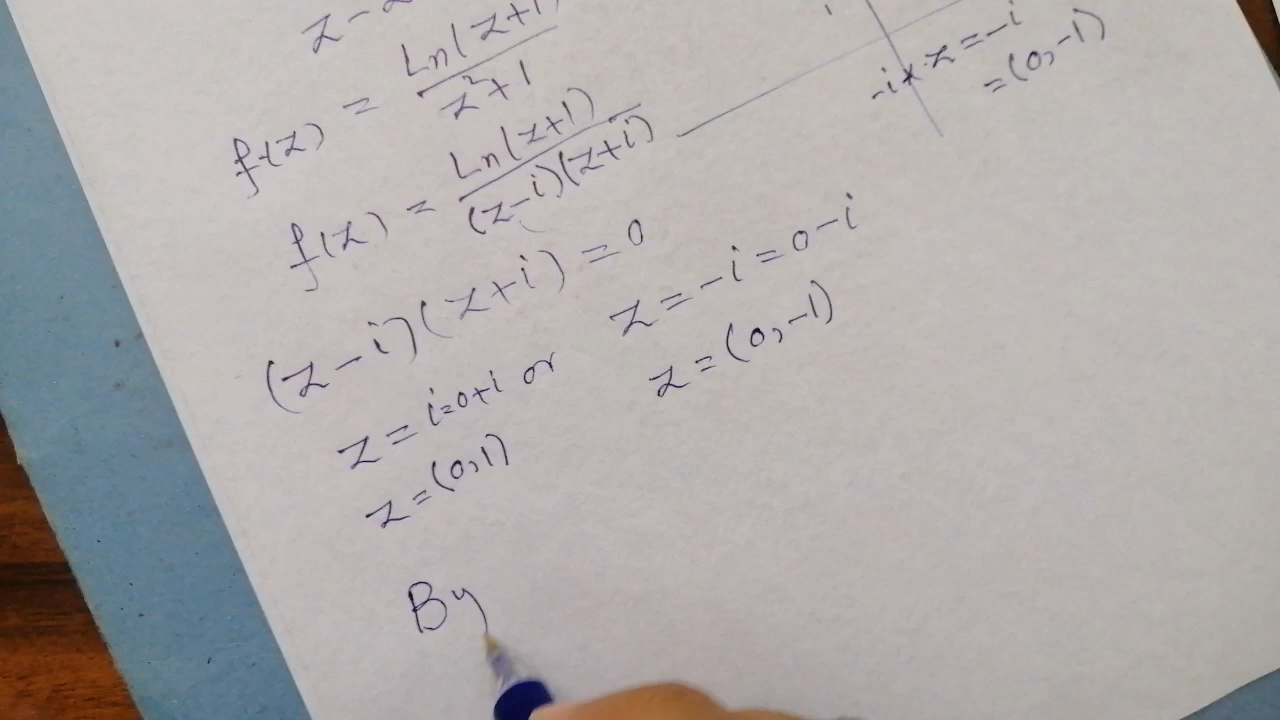 z -
f(z) = Ln(z+1) / z²+1
f(z) = Ln(z+1) / (z-i)(z+i)
(z-i)(z+i) = 0
z = i=0+i or z = -i = 0-i
z = (0,1) z = (0,-1)
By
-i z = -i
= (0,-1)